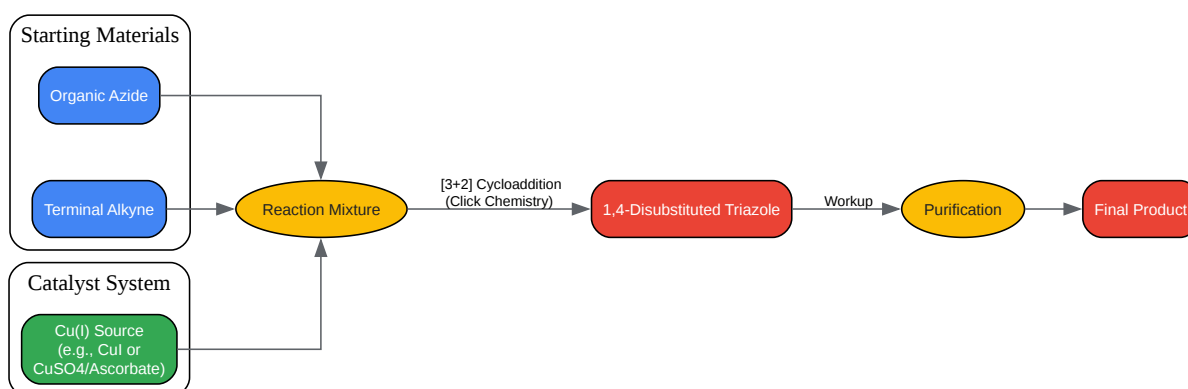 Starting Materials
Organic Azide
Terminal Alkyne
Catalyst System
Cu(I) Source
(e.g., CuI or
CuSO4/Ascorbate)
Reaction Mixture
[3+2] Cycloaddition
(Click Chemistry)
1,4-Disubstituted Triazole
Workup
Purification
Final Product